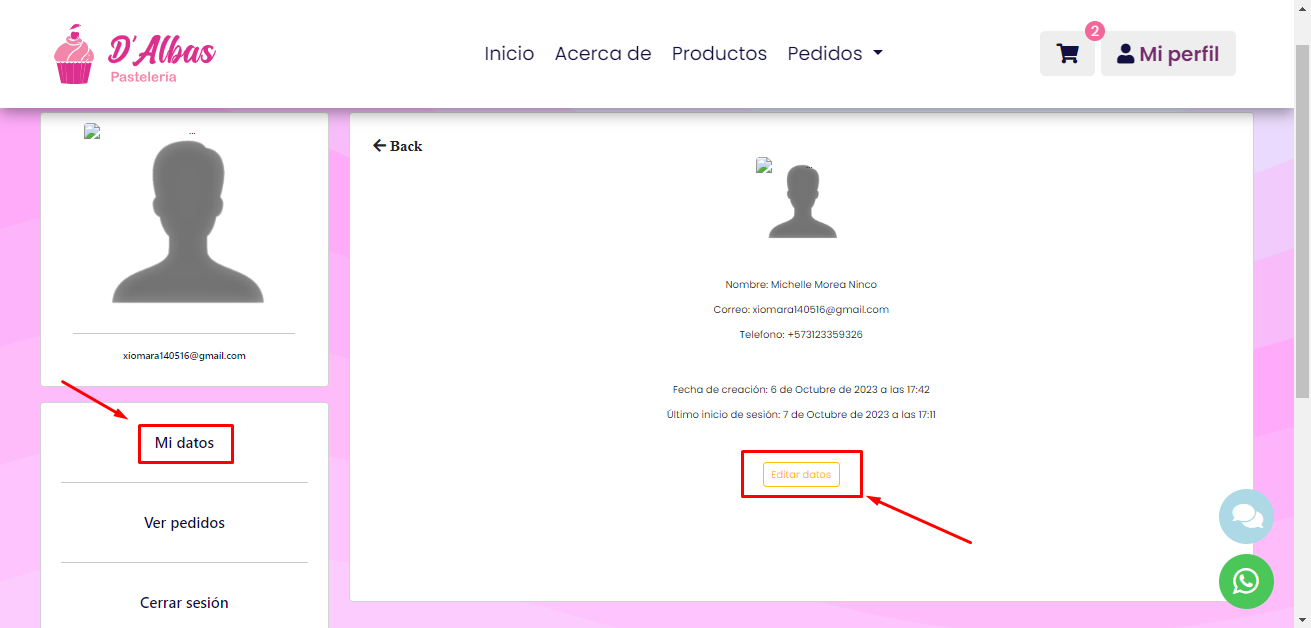 D'Albas
Pastelería
Inicio
Acerca de
Productos
Pedidos
2
Mi perfil
...
xiomara140516@gmail.com
Mi datos
Ver pedidos
Cerrar sesión
Back
...
Nombre: Michelle Morea Ninco
Correo: xiomara140516@gmail.com
Telefono: +573123359326
Fecha de creación: 6 de Octubre de 2023 a las 17:42
Último inicio de sesión: 7 de Octubre de 2023 a las 17:11
Editar datos